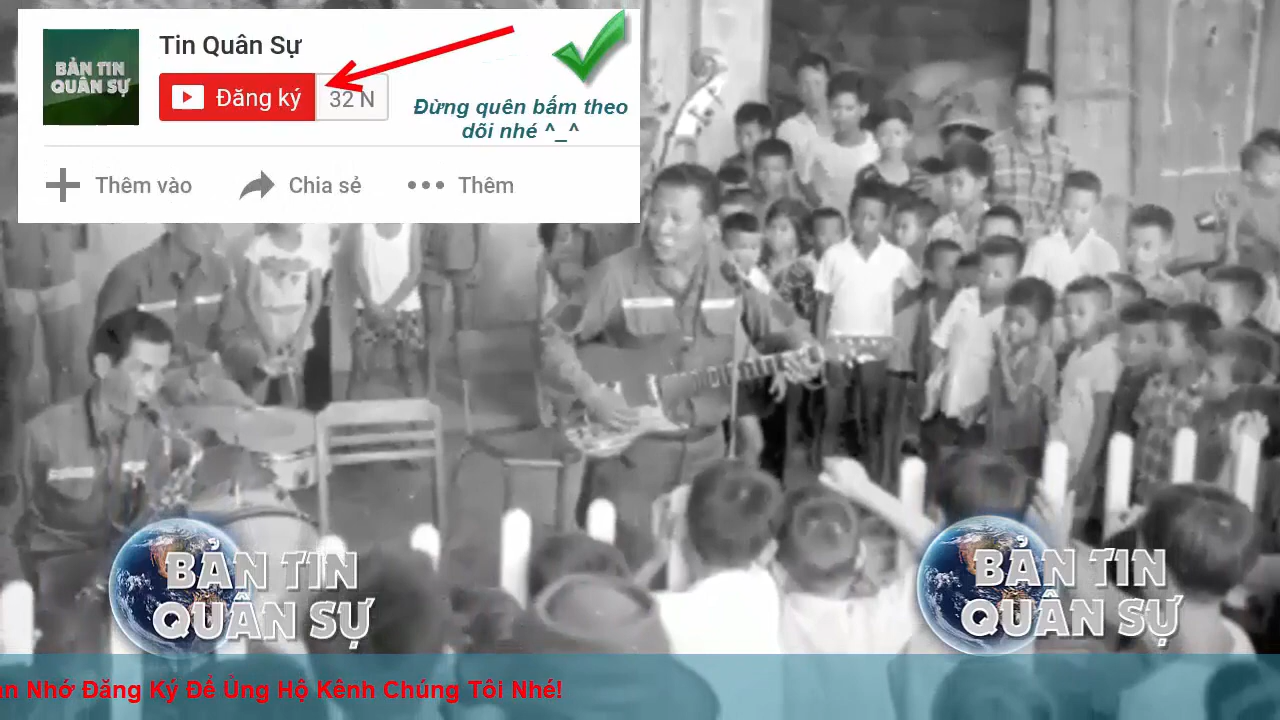 Tin Quân Sự
BẢN TIN
QUÂN SỰ
Đăng ký
32 N
Đừng quên bấm theo
dõi nhé ^_^
Thêm vào
Chia sẻ
Thêm
BẢN TIN
QUÂN SỰ
BẢN TIN
QUÂN SỰ
Nhớ Đăng Ký Để Ủng Hộ Kênh Chúng Tôi Nhé!